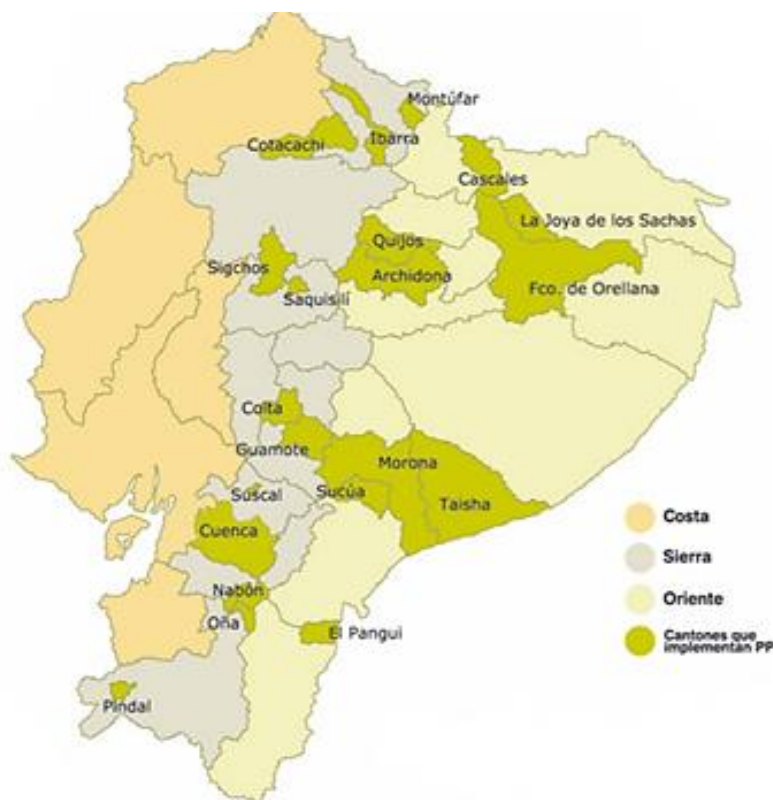 Montúfar
Ibarra
Cotacachi
Cascales
La Joya de los Sachas
Quijos
Sigchos
Archidona
Fco. de Orellana
Saquisilí
Colta
Guamote
Morona
Suscal
Sucúa
Taisha
Cuenca
Nabón
Oña
El Pangui
Pindal
Costa
Sierra
Oriente
Cantones que
implementan PP